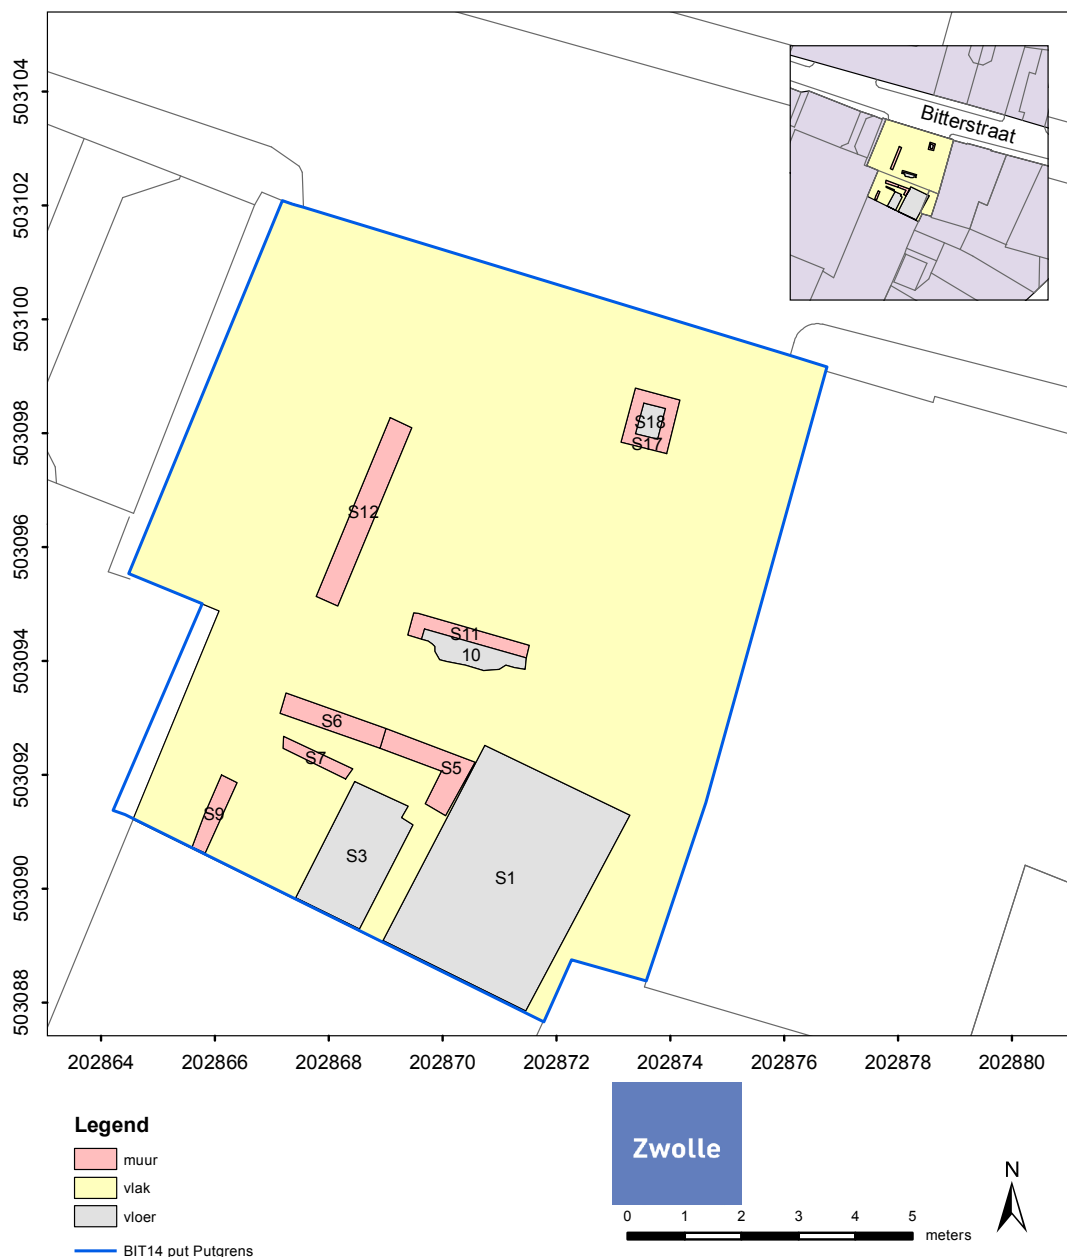 503104
503102
503100
503098
503096
503094
503092
503090
503088
Bitterstraat
S18
S17
S12
S11
10
S6
S7
S5
S9
S3
S1
202864 202866 202868 202870 202872 202874 202876 202878 202880
Legend
muur
vlak
vloer
BIT14 put Putgrens
Zwolle
0 1 2 3 4 5
meters
N